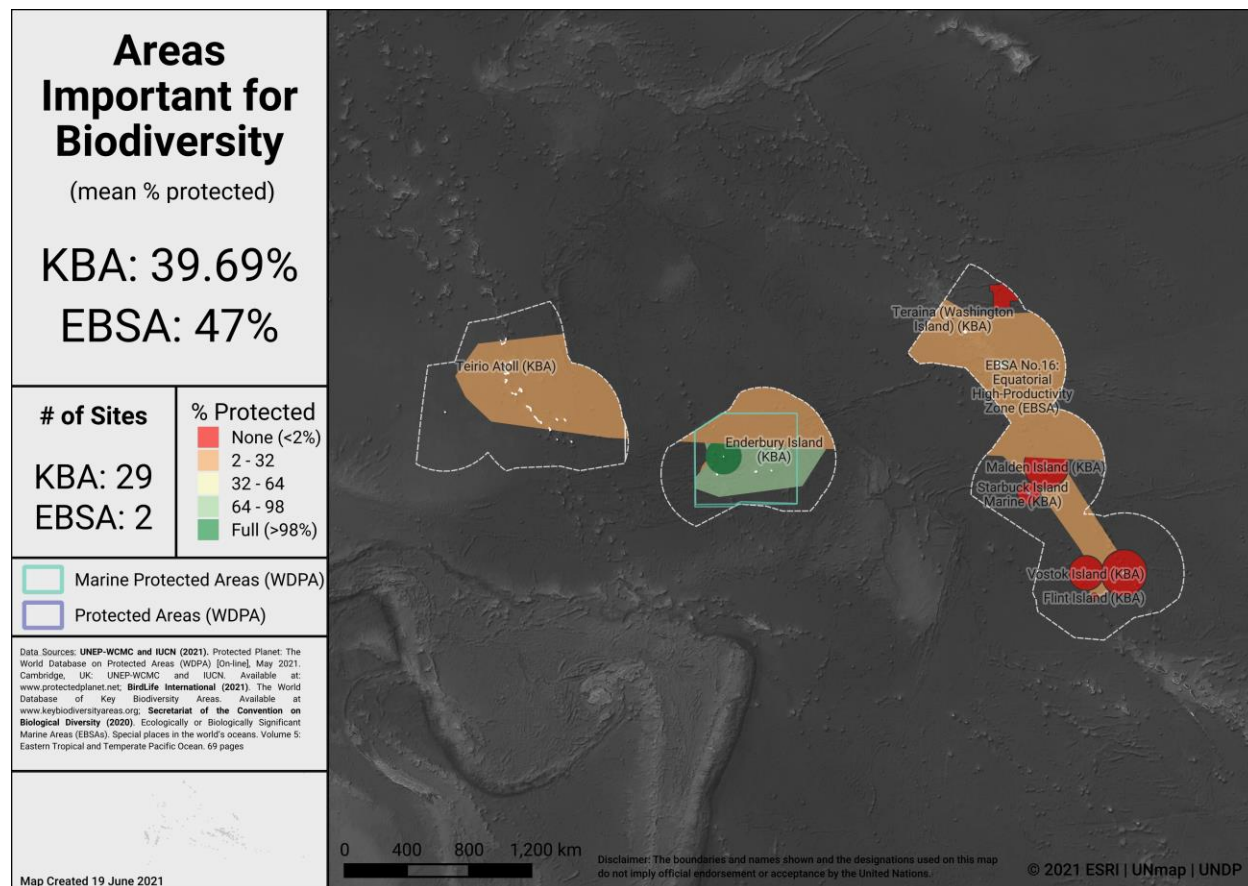 Areas
Important for
Biodiversity
(mean % protected)
KBA: 39.69%
EBSA: 47%
# of Sites
KBA: 29
EBSA: 2
% Protected
None (<2%)
2 - 32
32 - 64
64 - 98
Full (>98%)
Marine Protected Areas (WDPA)
Protected Areas (WDPA)
Data Sources: UNEP-WCMC and IUCN (2021). Protected Planet: The
World Database on Protected Areas (WDPA) [On-line], May 2021.
Cambridge, UK: UNEP-WCMC and IUCN. Available at:
www.protectedplanet.net; BirdLife International (2021). The World
Database of Key Biodiversity Areas. Available at
www.keybiodiversityareas.org; Secretariat of the Convention on
Biological Diversity (2020). Ecologically or Biologically Significant
Marine Areas (EBSAs). Special places in the world's oceans. Volume 5:
Eastern Tropical and Temperate Pacific Ocean. 69 pages
Map Created 19 June 2021
Teraina (Washington
Island) (KBA)
Teirio Atoll (KBA)
EBSA No.16:
Equatorial
High-Productivity
Zone (EBSA)
Enderbury Island
(KBA)
Malden Island (KBA)
Starbuck Island
Marine (KBA)
Vostok Island (KBA)
Flint Island (KBA)
0 400 800 1,200 km
Disclaimer: The boundaries and names shown and the designations used on this map
do not imply official endorsement or acceptance by the United Nations.
© 2021 ESRI | UNmap | UNDP